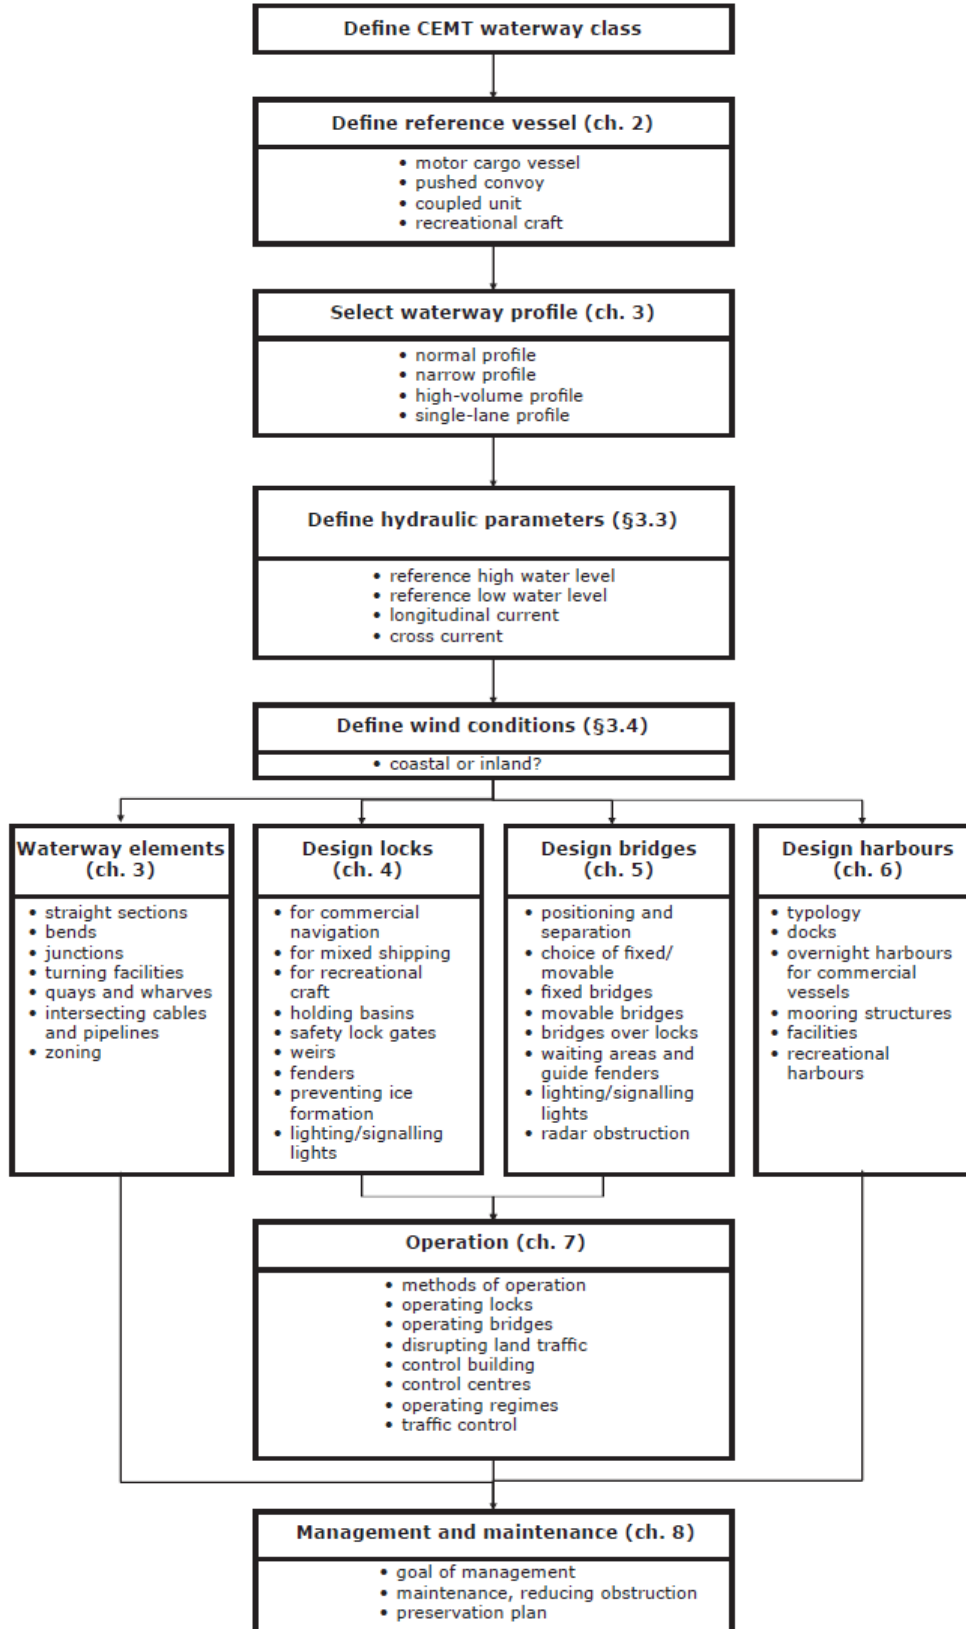 Define CEMT waterway class
Define reference vessel (ch. 2)
• motor cargo vessel
• pushed convoy
• coupled unit
• recreational craft
Select waterway profile (ch. 3)
• normal profile
• narrow profile
• high-volume profile
• single-lane profile
Define hydraulic parameters (§3.3)
• reference high water level
• reference low water level
• longitudinal current
• cross current
Define wind conditions (§3.4)
• coastal or inland?
Waterway elements
(ch. 3)
• straight sections
• bends
• junctions
• turning facilities
• quays and wharves
• intersecting cables
and pipelines
• zoning
Design locks
(ch. 4)
• for commercial
navigation
• for mixed shipping
• for recreational
craft
• holding basins
• safety lock gates
• weirs
• fenders
• preventing ice
formation
• lighting/signalling
lights
Design bridges
(ch. 5)
• positioning and
separation
• choice of fixed/
movable
• fixed bridges
• movable bridges
• bridges over locks
• waiting areas and
guide fenders
• lighting/signalling
lights
• radar obstruction
Design harbours
(ch. 6)
• typology
• docks
• overnight harbours
for commercial
vessels
• mooring structures
• facilities
• recreational
harbours
Operation (ch. 7)
• methods of operation
• operating locks
• operating bridges
• disrupting land traffic
• control building
• control centres
• operating regimes
• traffic control
Management and maintenance (ch. 8)
• goal of management
• maintenance, reducing obstruction
• preservation plan